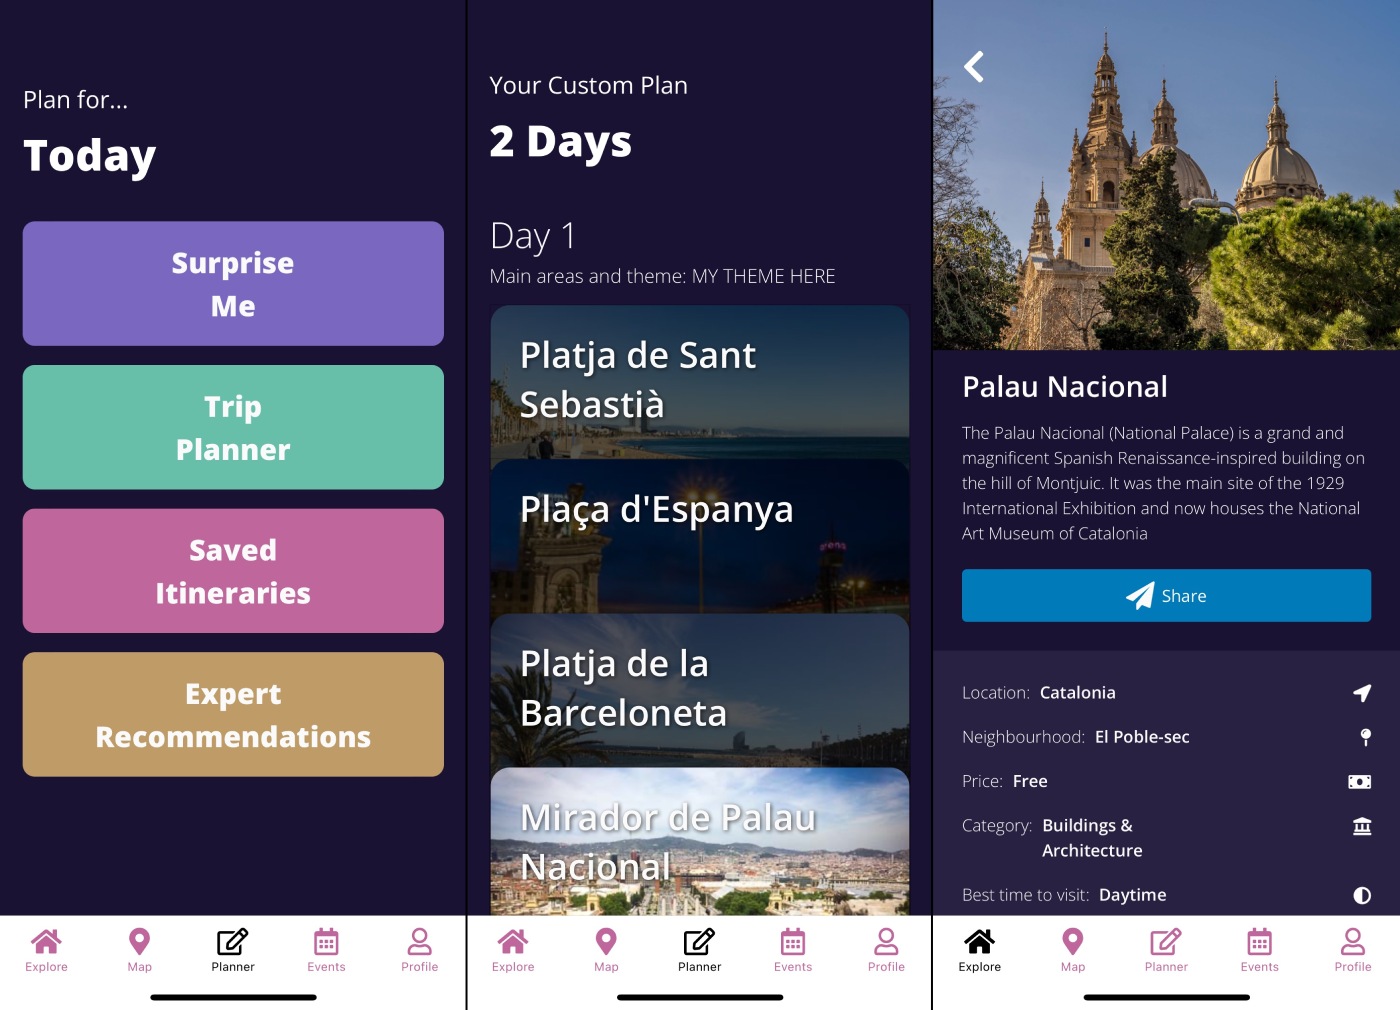 Plan for...
Today
Surprise
Me
Trip
Planner
Saved
Itineraries
Expert
Recommendations
Explore
Map
Planner
Events
Profile
Your Custom Plan
2 Days
Day 1
Main areas and theme: MY THEME HERE
Platja de Sant
Sebastià
Plaça d'Espanya
Platja de la
Barceloneta
Mirador de Palau
Nacional
Explore
Map
Planner
Events
Profile
Palau Nacional
The Palau Nacional (National Palace) is a grand and
magnificent Spanish Renaissance-inspired building on
the hill of Montjuic. It was the main site of the 1929
International Exhibition and now houses the National
Art Museum of Catalonia
Share
Location: Catalonia
Neighbourhood: El Poble-sec
Price: Free
Category: Buildings &
Architecture
Best time to visit: Daytime
Explore
Map
Planner
Events
Profile